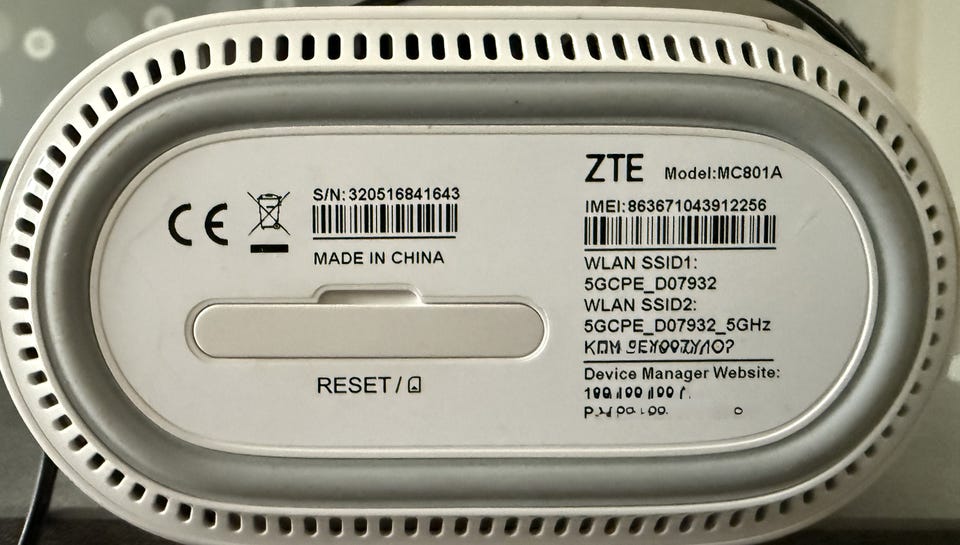 CE
S/N:320516841643
MADE IN CHINA
RESET /
ZTE Model:MC801A
IMEI:863671043912256
WLAN SSID1:
5GCPE_D07932
WLAN SSID2:
5GCPE_D07932_5GHz
Device Manager Website: